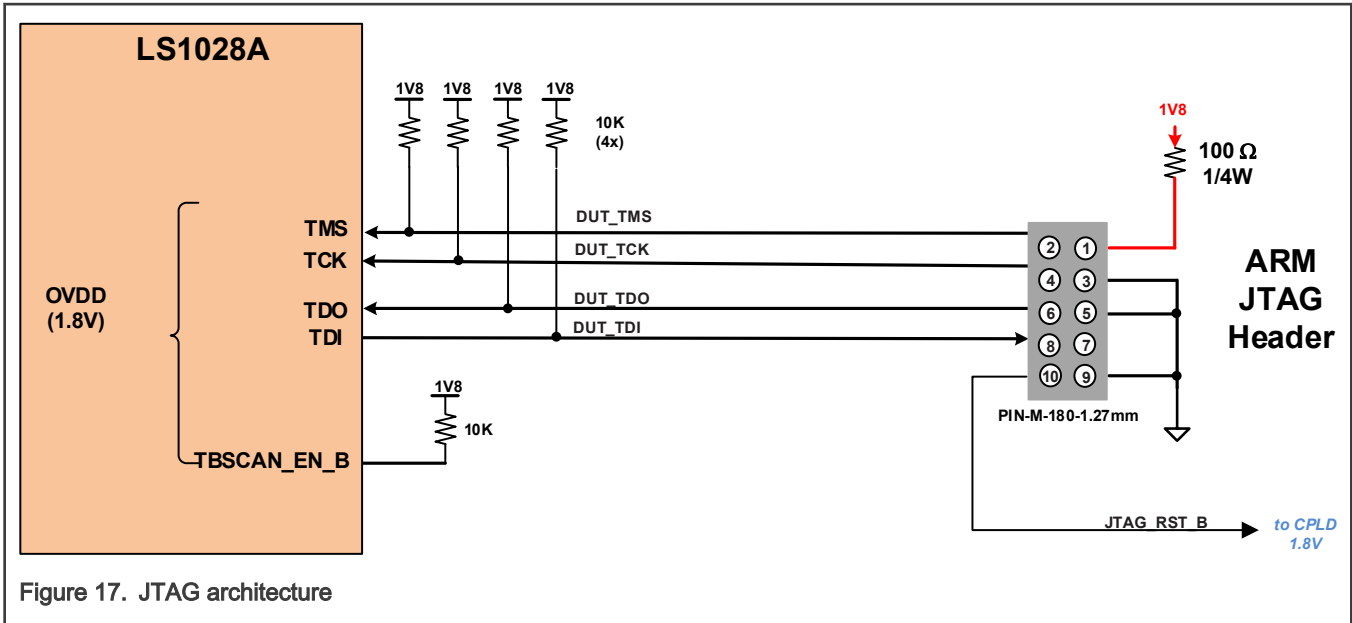 LS1028A
1V8 1V8 1V8 1V8
10K
(4x)
1V8
100 Ω
1/4W
OVDD
(1.8V)
TMS
TCK
TDO
TDI
TBSCAN_EN_B
DUT_TMS
DUT_TCK
DUT_TDO
DUT_TDI
1V8
10K
2 1
4 3
6 5
8 7
10 9
PIN-M-180-1.27mm
ARM
JTAG
Header
JTAG_RST_B
to CPLD
1.8V
Figure 17. JTAG architecture